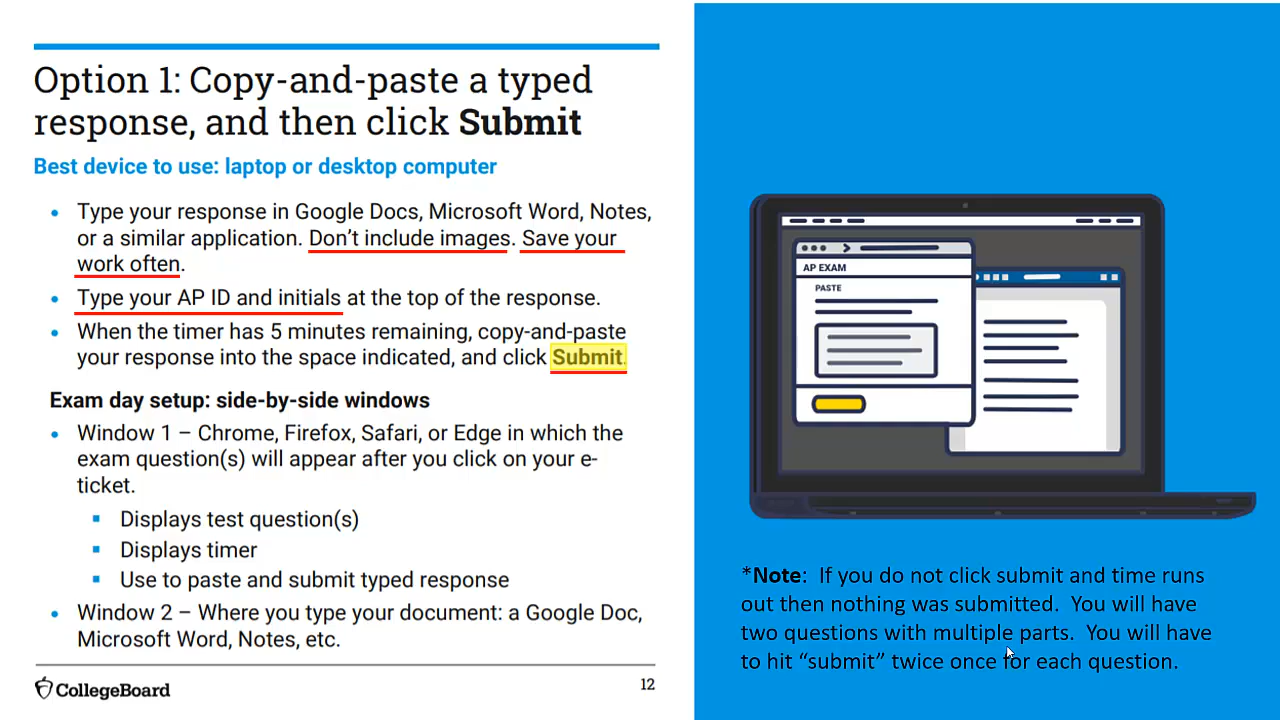 Option 1: Copy-and-paste a typed
response, and then click Submit
Best device to use: laptop or desktop computer
• Type your response in Google Docs, Microsoft Word, Notes,
or a similar application. Don’t include images. Save your
work often.
• Type your AP ID and initials at the top of the response.
• When the timer has 5 minutes remaining, copy-and-paste
your response into the space indicated, and click Submit.
Exam day setup: side-by-side windows
• Window 1 – Chrome, Firefox, Safari, or Edge in which the
exam question(s) will appear after you click on your e-
ticket.
▪ Displays test question(s)
▪ Displays timer
▪ Use to paste and submit typed response
• Window 2 – Where you type your document: a Google Doc,
Microsoft Word, Notes, etc.
CollegeBoard
12
AP EXAM
PASTE
*Note: If you do not click submit and time runs
out then nothing was submitted. You will have
two questions with multiple parts. You will have
to hit “submit” twice once for each question.